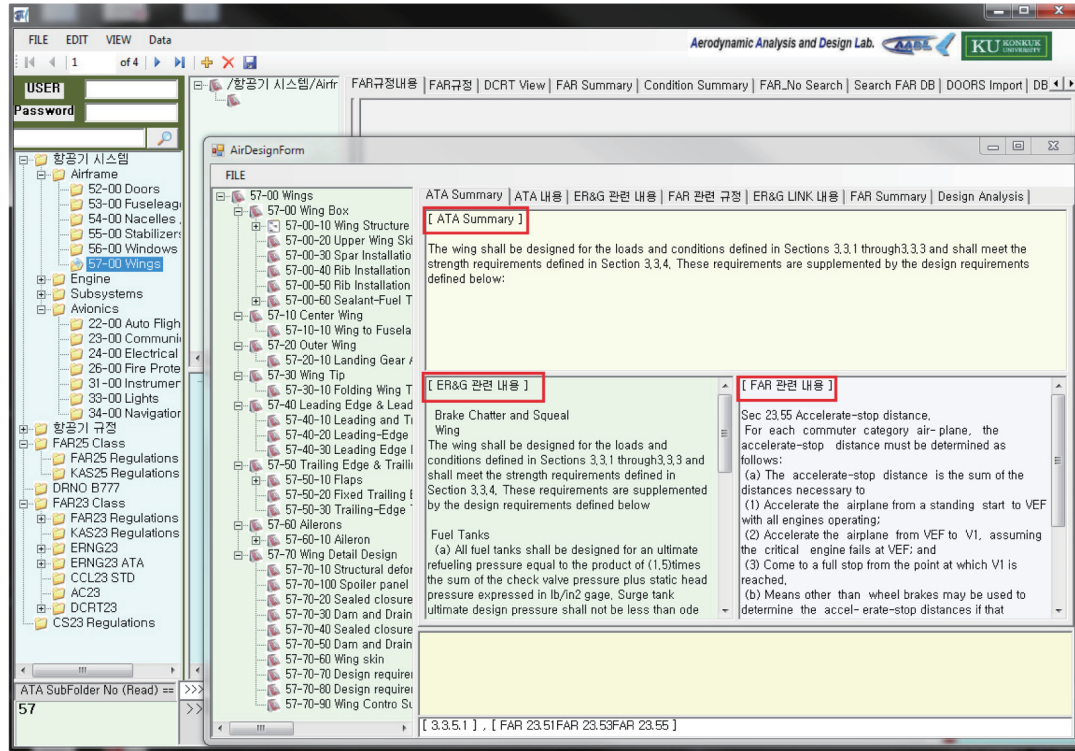 FILE EDIT VIEW Data
Aerodynamic Analysis and Design Lab. AADL KU KONKUK UNIVERSITY
1 of 4
USER
Password
/항공기 시스템/Airfr
FAR규정내용 | FAR규정 | DCRT View | FAR Summary | Condition Summary | FAR_No Search | Search FAR DB | DOORS Import | DB
항공기 시스템
Airframe
52-00 Doors
53-00 Fuseleag
54-00 Nacelles
55-00 Stabilizer
56-00 Windows
57-00 Wings
Engine
Subsystems
Avionics
22-00 Auto Fligh
23-00 Communi
24-00 Electrical
26-00 Fire Prote
31-00 Instrumer
33-00 Lights
34-00 Navigatior
항공기 규정
FAR25 Class
FAR25 Regulations
KAS25 Regulations
DRNO B777
FAR23 Class
FAR23 Regulations
KAS23 Regulations
ERNG23
ERNG23 ATA
CCL23 STD
AC23
DCRT23
CS23 Regulations
ATA SubFolder No (Read) == >>>
57 >>
AirDesignForm
FILE
57-00 Wings
57-00 Wing Box
57-00-10 Wing Structure
57-00-20 Upper Wing Ski
57-00-30 Spar Installatio
57-00-40 Rib Installation
57-00-50 Rib Installation
57-00-60 Sealant-Fuel T
57-10 Center Wing
57-10-10 Wing to Fusela
57-20 Outer Wing
57-20-10 Landing Gear
57-30 Wing Tip
57-30-10 Folding Wing T
57-40 Leading Edge & Lead
57-40-10 Leading and Ti
57-40-20 Leading-Edge
57-40-30 Leading Edge
57-50 Trailing Edge & Traili
57-50-10 Flaps
57-50-20 Fixed Trailing
57-50-30 Trailing-Edge
57-60 Ailerons
57-60-10 Aileron
57-70 Wing Detail Design
57-70-10 Structural defor
57-70-100 Spoiler panel
57-70-20 Sealed closure
57-70-30 Dam and Drain
57-70-40 Sealed closure
57-70-50 Dam and Drain
57-70-60 Wing skin
57-70-70 Design requirei
57-70-80 Design requirei
57-70-90 Wing Contro Su
ATA Summary | ATA 내용 | ER&G 관련 내용 | FAR 관련 규정 | ER&G LINK 내용 | FAR Summary | Design Analysis |
[ ATA Summary ]
The wing shall be designed for the loads and conditions defined in Sections 3.3.1 through3.3.3 and shall meet the
strength requirements defined in Section 3.3.4. These requirements are supplemented by the design requirements
defined below:
[ ER&G 관련 내용 ]
Brake Chatter and Squeal
Wing
The wing shall be designed for the loads and
conditions defined in Sections 3.3.1 through3.3.3 and
shall meet the strength requirements defined in
Section 3.3.4. These requirements are supplemented
by the design requirements defined below
Fuel Tanks
(a) All fuel tanks shall be designed for an ultimate
refueling pressure equal to the product of (1.5)times
the sum of the check valve pressure plus static head
pressure expressed in lb/in2 gage. Surge tank
ultimate design pressure shall not be less than ode
[ FAR 관련 내용 ]
Sec 23.55 Accelerate-stop distance.
For each commuter category air- plane, the
accelerate-stop distance must be determined as
follows:
(a) The accelerate-stop distance is the sum of the
distances necessary to
(1) Accelerate the airplane from a standing start to VEF
with all engines operating;
(2) Accelerate the airplane from VEF to V1, assuming
the critical engine fails at VEF; and
(3) Come to a full stop from the point at which V1 is
reached.
(b) Means other than wheel brakes may be used to
determine the accel- erate-stop distances if that
[ 3.3.5.1 ] , [ FAR 23.51FAR 23.53FAR 23.55 ]